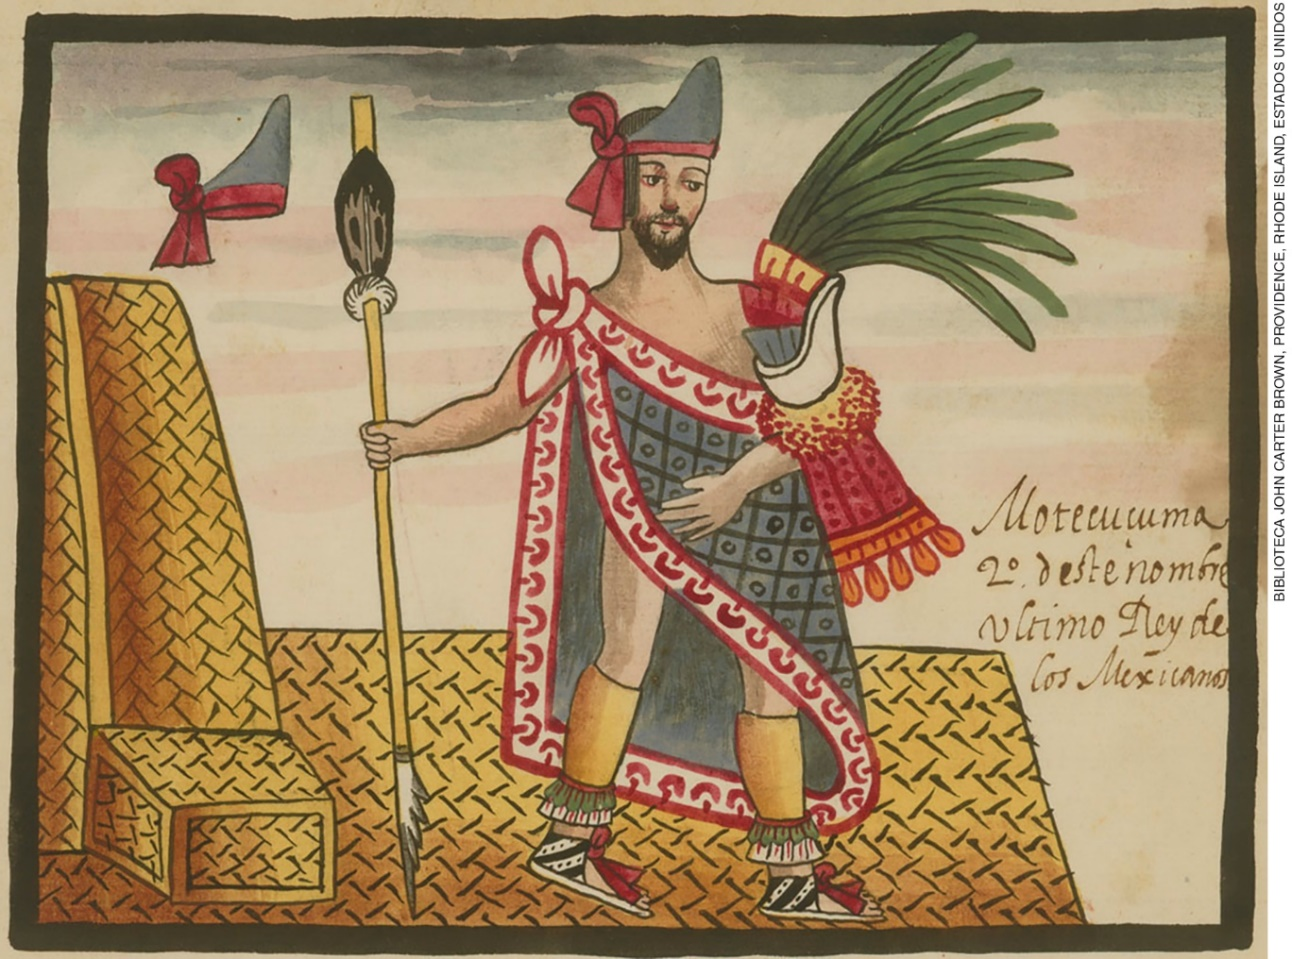 Motecuçuma
2º. deste nombre
vltimo Rey de
los Mexicanos
BIBLIOTECA JOHN CARTER BROWN, PROVIDENCE, RHODE ISLAND, ESTADOS UNIDOS